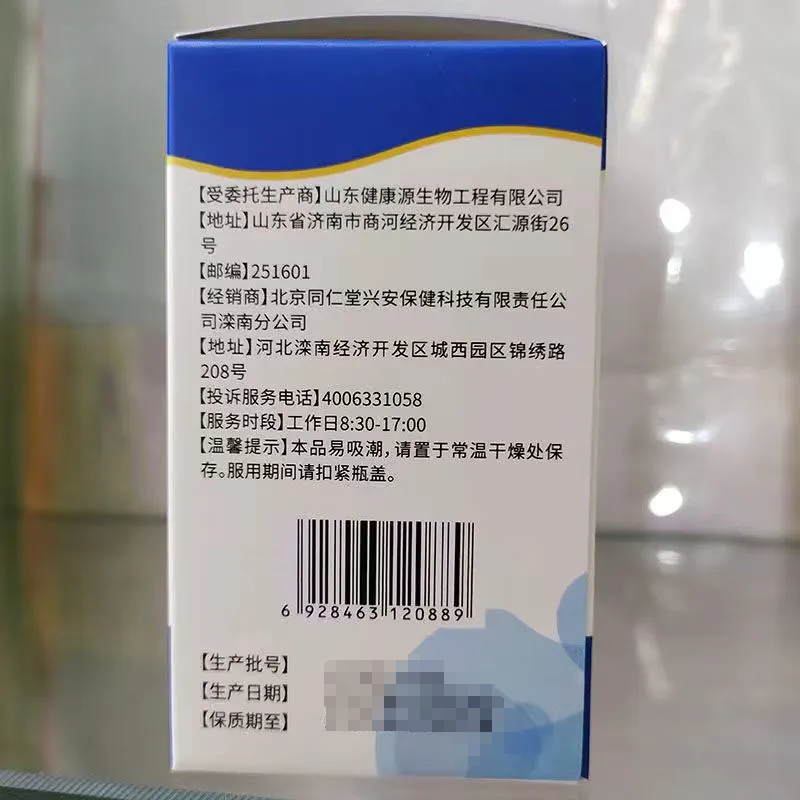 【受委托生产商】山东健康源生物工程有限公司
【地址】山东省济南市商河经济开发区汇源街26
号
【邮编】251601
【经销商】北京同仁堂兴安保健科技有限责任公
司滦南分公司
【地址】河北滦南经济开发区城西园区锦绣路
208号
【投诉服务电话】4006331058
【服务时段】工作日8:30-17:00
【温馨提示】本品易吸潮,请置于常温干燥处保
存。服用期间请扣紧瓶盖。
6 928463 120889
【生产批号】
【生产日期】
【保质期至】